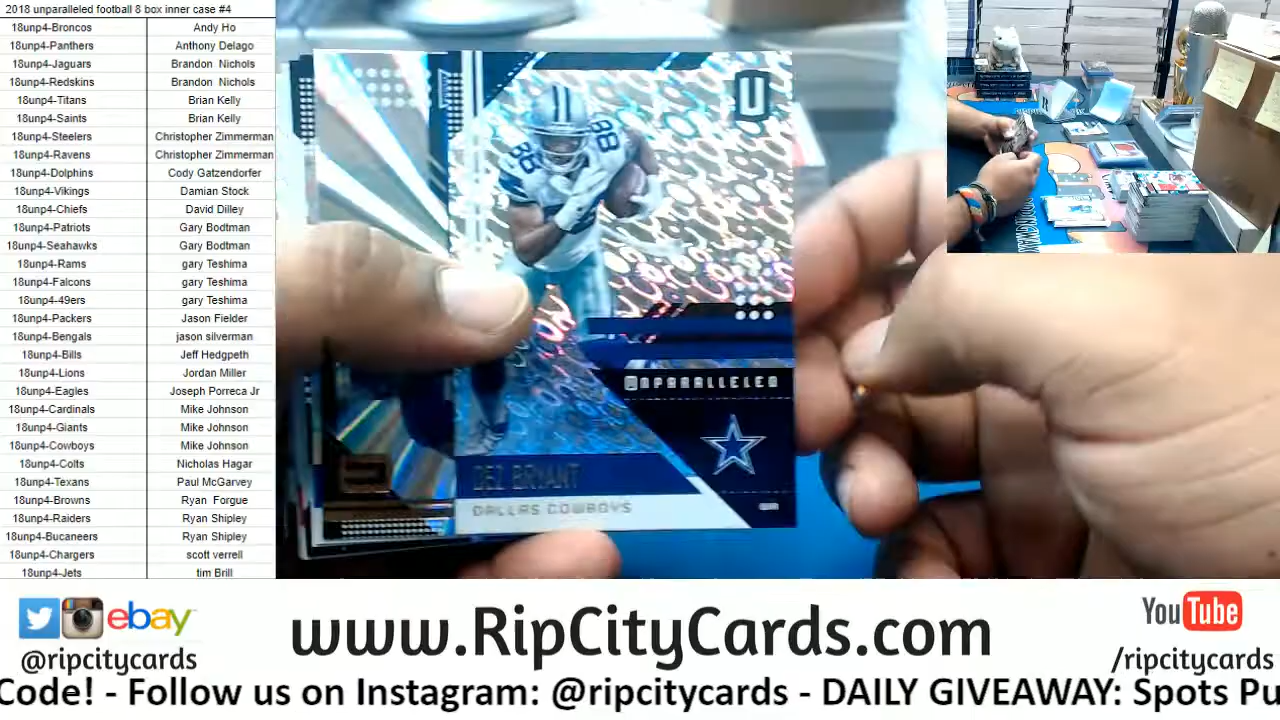 2018 unparalleled football 8 box inner case #4
18unp4-Broncos Andy Ho
18unp4-Panthers Anthony Delago
18unp4-Jaguars Brandon Nichols
18unp4-Redskins Brandon Nichols
18unp4-Titans Brian Kelly
18unp4-Saints Brian Kelly
18unp4-Steelers Christopher Zimmerman
18unp4-Ravens Christopher Zimmerman
18unp4-Dolphins Cody Gatzendorfer
18unp4-Vikings Damian Stock
18unp4-Chiefs David Dilley
18unp4-Patriots Gary Bodtman
18unp4-Seahawks Gary Bodtman
18unp4-Rams gary Teshima
18unp4-Falcons gary Teshima
18unp4-49ers gary Teshima
18unp4-Packers Jason Fielder
18unp4-Bengals jason silverman
18unp4-Bills Jeff Hedgpeth
18unp4-Lions Jordan Miller
18unp4-Eagles Joseph Porreca Jr
18unp4-Cardinals Mike Johnson
18unp4-Giants Mike Johnson
18unp4-Cowboys Mike Johnson
18unp4-Colts Nicholas Hagar
18unp4-Texans Paul McGarvey
18unp4-Browns Ryan Forgue
18unp4-Raiders Ryan Shipley
18unp4-Bucaneers Ryan Shipley
18unp4-Chargers scott verrell
18unp4-Jets tim Brill
U
88
88
UNPARALLELED
DEZ BRYANT
DALLAS COWBOYS
WR
ebay
@ripcitycards
www.RipCityCards.com
YouTube
/ripcitycards
Code! - Follow us on Instagram: @ripcitycards - DAILY GIVEAWAY: Spots Pu